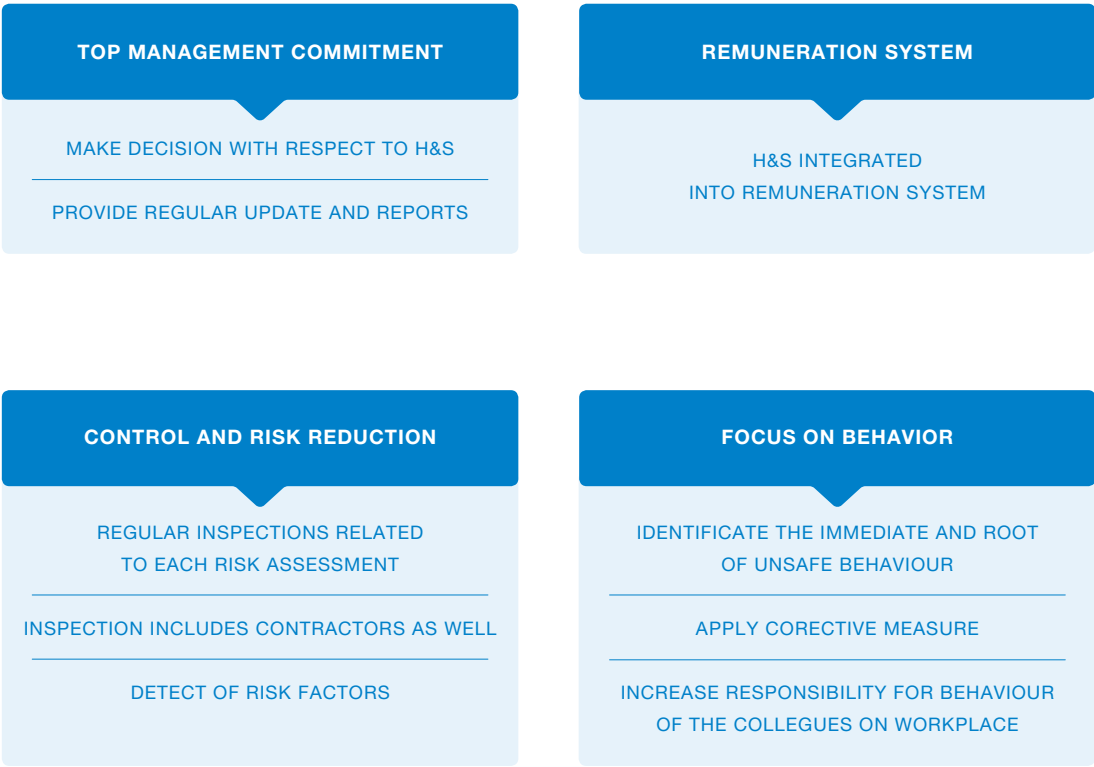 TOP MANAGEMENT COMMITMENT
MAKE DECISION WITH RESPECT TO H&S
PROVIDE REGULAR UPDATE AND REPORTS
REMUNERATION SYSTEM
H&S INTEGRATED
INTO REMUNERATION SYSTEM
CONTROL AND RISK REDUCTION
REGULAR INSPECTIONS RELATED
TO EACH RISK ASSESSMENT
INSPECTION INCLUDES CONTRACTORS AS WELL
DETECT OF RISK FACTORS
FOCUS ON BEHAVIOR
IDENTIFICATE THE IMMEDIATE AND ROOT
OF UNSAFE BEHAVIOUR
APPLY CORECTIVE MEASURE
INCREASE RESPONSIBILITY FOR BEHAVIOUR
OF THE COLLEGUES ON WORKPLACE